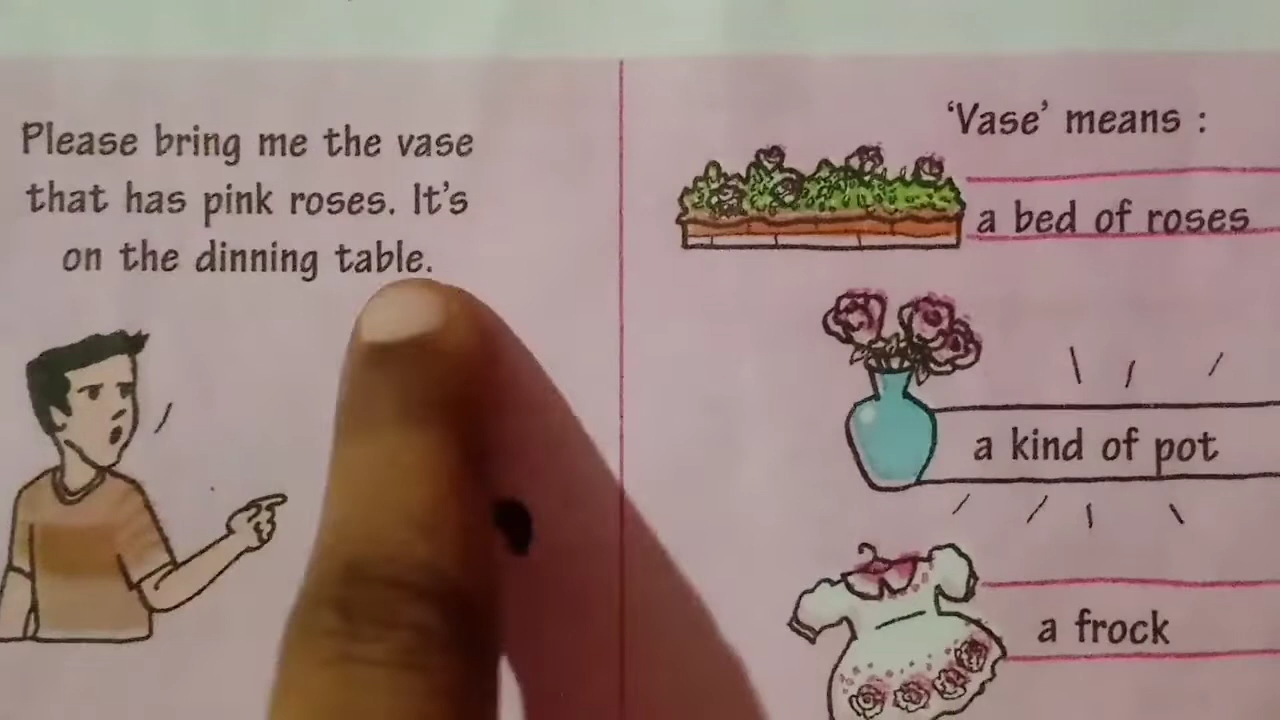 Please bring me the vase
that has pink roses. It's
on the dinning table.
'Vase' means :
a bed of roses
a kind of pot
a frock